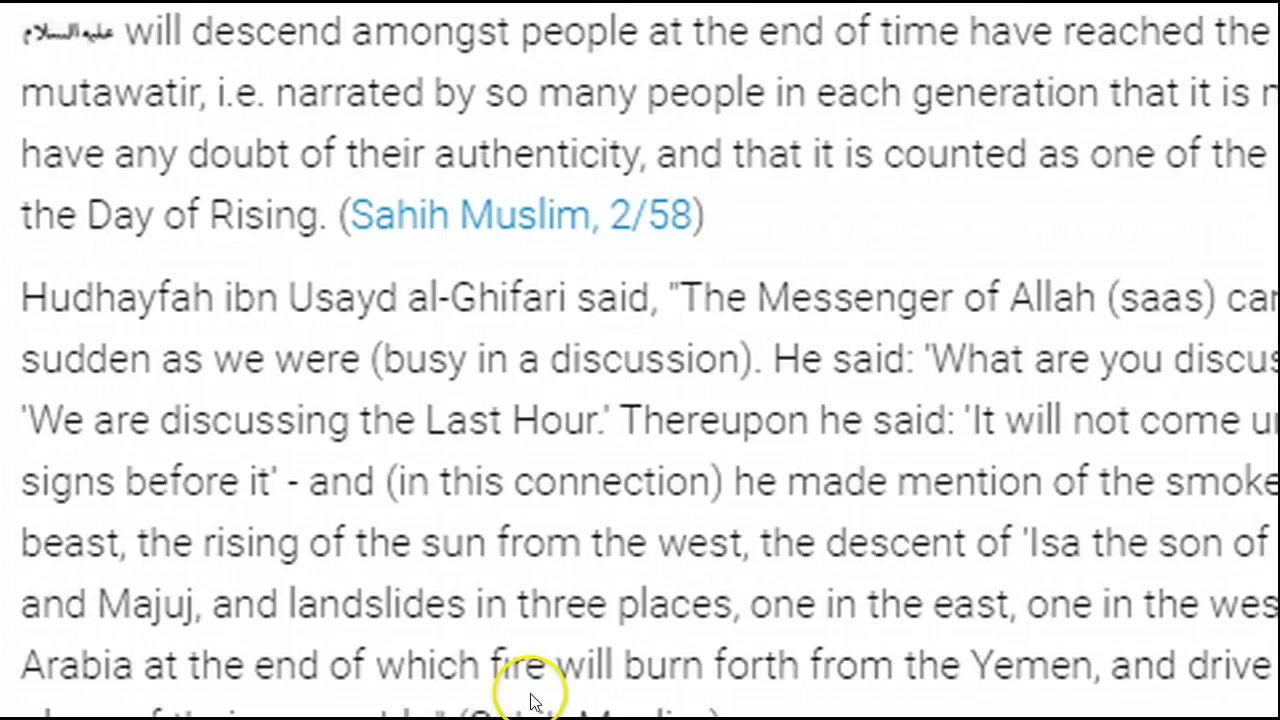 عليه السلام will descend amongst people at the end of time have reached the
mutawatir, i.e. narrated by so many people in each generation that it is
have any doubt of their authenticity, and that it is counted as one of the
the Day of Rising. (Sahih Muslim, 2/58)
Hudhayfah ibn Usayd al-Ghifari said, "The Messenger of Allah (saas)
sudden as we were (busy in a discussion). He said: 'What are you
'We are discussing the Last Hour.' Thereupon he said: 'It will not come
signs before it' - and (in this connection) he made mention of the smoke
beast, the rising of the sun from the west, the descent of 'Isa the son of
and Majuj, and landslides in three places, one in the east, one in the
Arabia at the end of which fire will burn forth from the Yemen, and drive